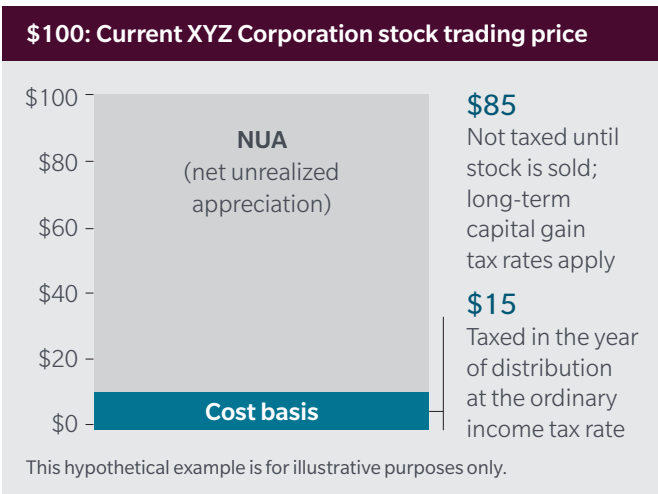 $100: Current XYZ Corporation stock trading price
$100
$80
$60
$40
$20
$0
NUA
(net unrealized
appreciation)
Cost basis
$85
Not taxed until
stock is sold;
long-term
capital gain
tax rates apply
$15
Taxed in the year
of distribution
at the ordinary
income tax rate
This hypothetical example is for illustrative purposes only.